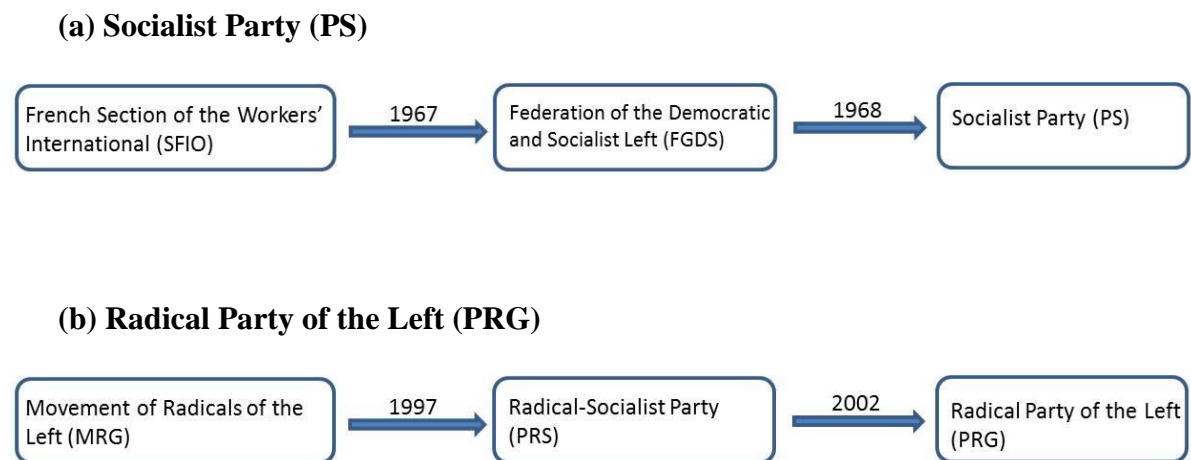 (a) Socialist Party (PS)
French Section of the Workers'
International (SFIO)
1967
Federation of the Democratic
and Socialist Left (FGDS)
1968
Socialist Party (PS)
(b) Radical Party of the Left (PRG)
Movement of Radicals of the
Left (MRG)
1997
Radical-Socialist Party
(PRS)
2002
Radical Party of the Left
(PRG)